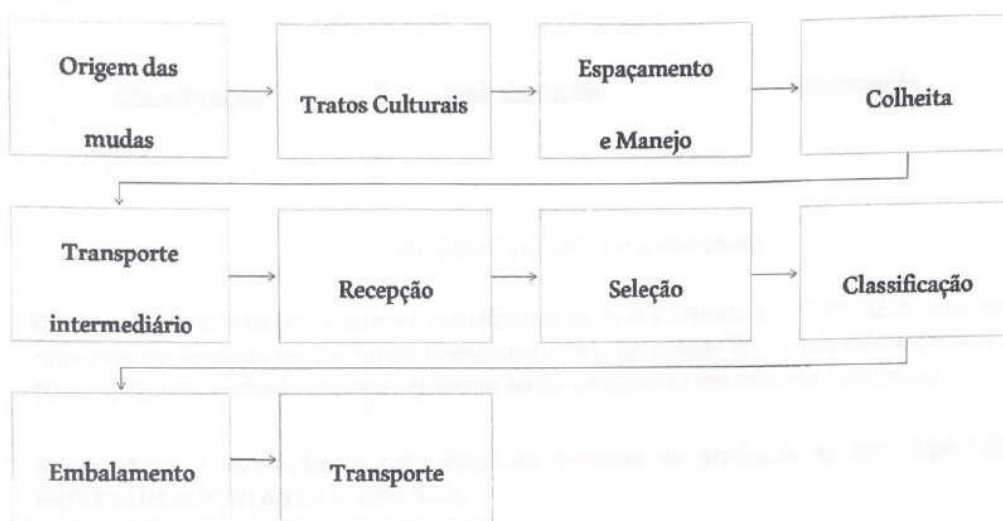 Origem das
mudas
Tratos Culturais
Espaçamento
e Manejo
Colheita
Transporte
intermediário
Recepção
Seleção
Classificação
Embalamento
Transporte